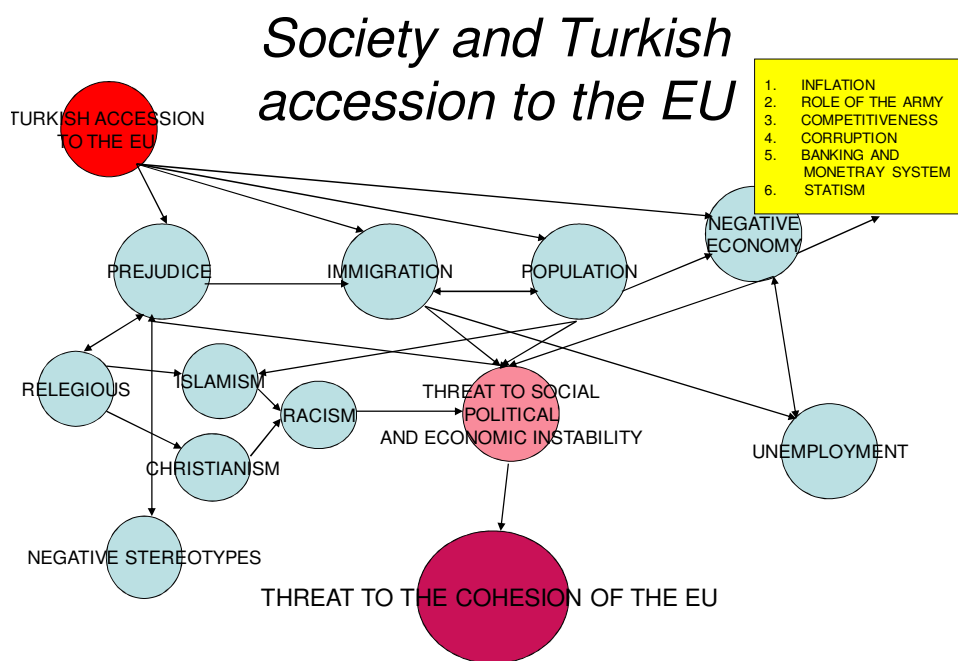 Society and Turkish
accession to the EU
1. INFLATION
2. ROLE OF THE ARMY
3. COMPETITIVENESS
4. CORRUPTION
5. BANKING AND
MONETRAY SYSTEM
6. STATISM
TURKISH ACCESSION
TO THE EU
NEGATIVE
ECONOMY
PREJUDICE
IMMIGRATION
POPULATION
RELEGIOUS
ISLAMISM
RACISM
THREAT TO SOCIAL
POLITICAL
AND ECONOMIC INSTABILITY
UNEMPLOYMENT
CHRISTIANISM
NEGATIVE STEREOTYPES
THREAT TO THE COHESION OF THE EU